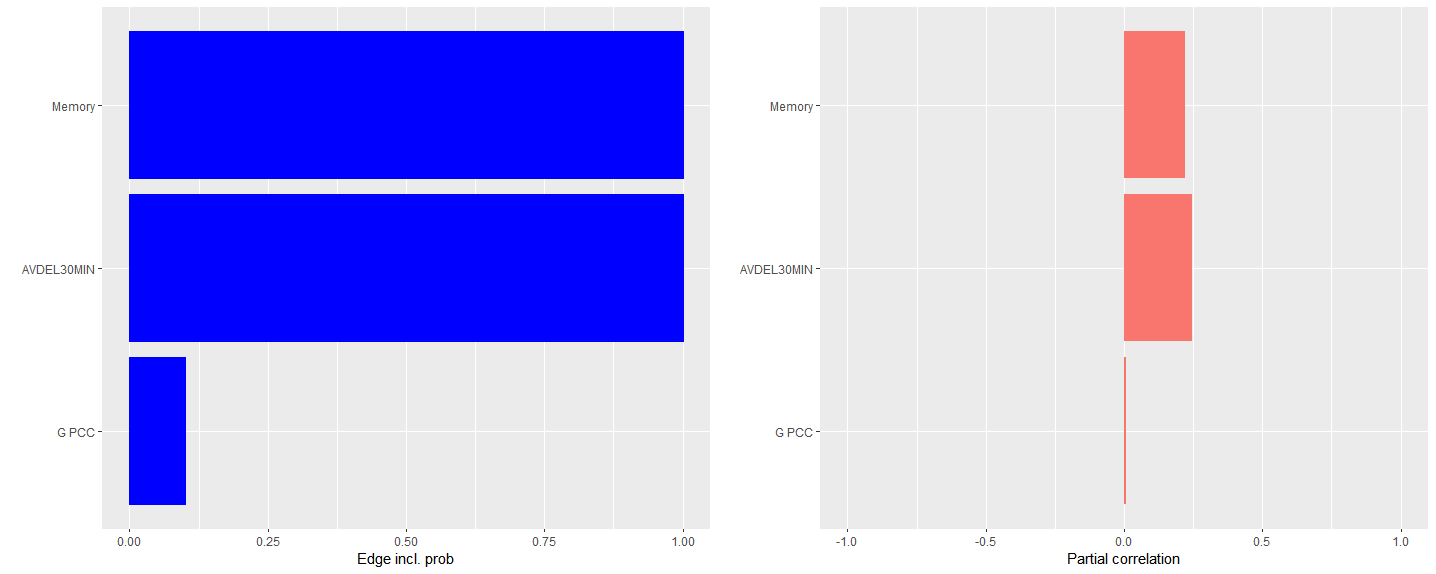 Memory
AVDEL30MIN
G PCC
0.00 0.25 0.50 0.75 1.00
Edge incl. prob
Memory
AVDEL30MIN
G PCC
-1.0 -0.5 0.0 0.5 1.0
Partial correlation